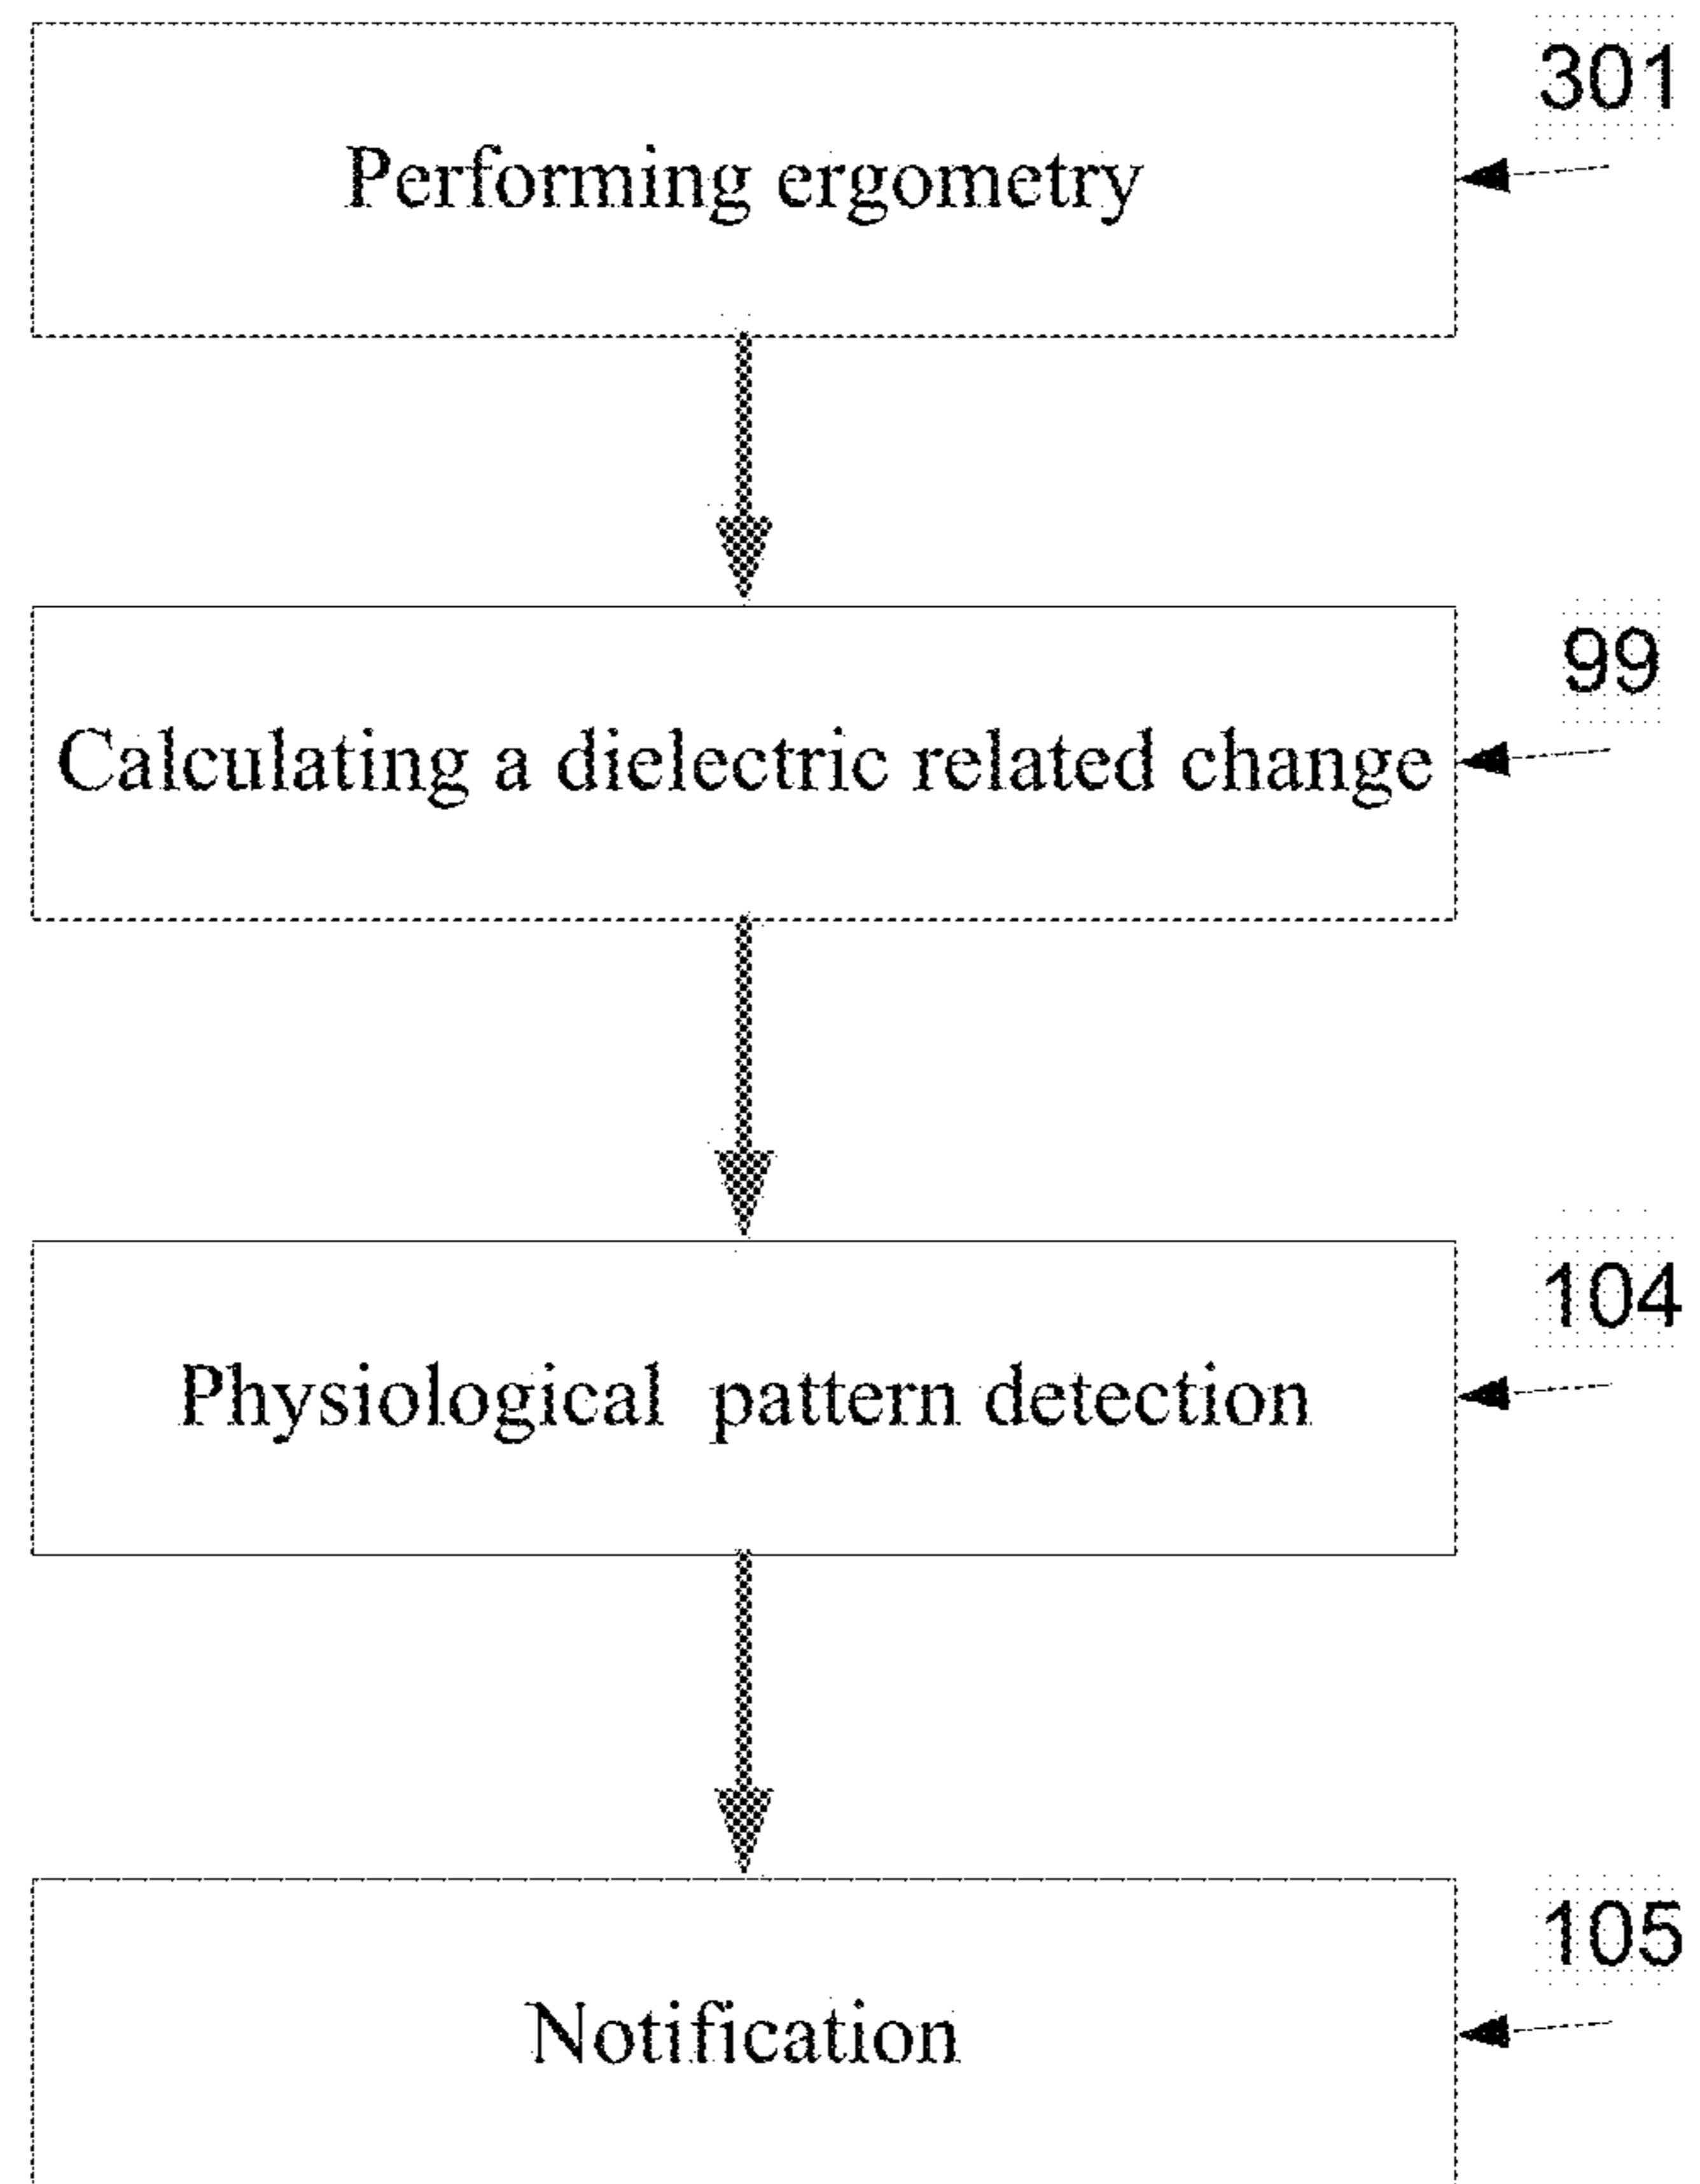 301
Performing ergometry
99
Calculating a dielectric related change
104
Physiological pattern detection
105
Notification